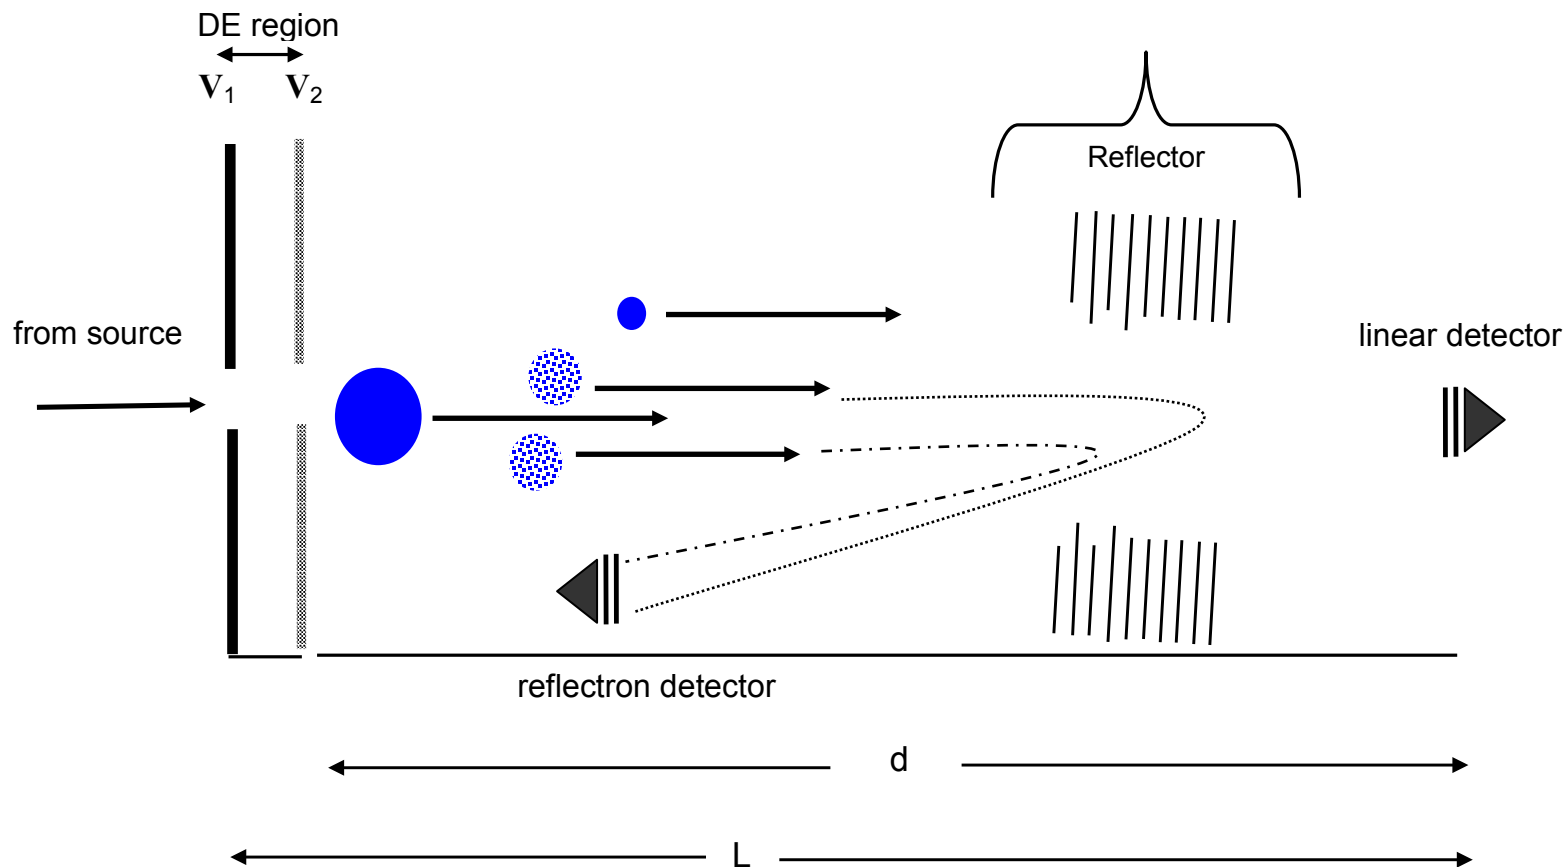 DE region
V₁ V₂
Reflector
from source
linear detector
reflectron detector
d
L